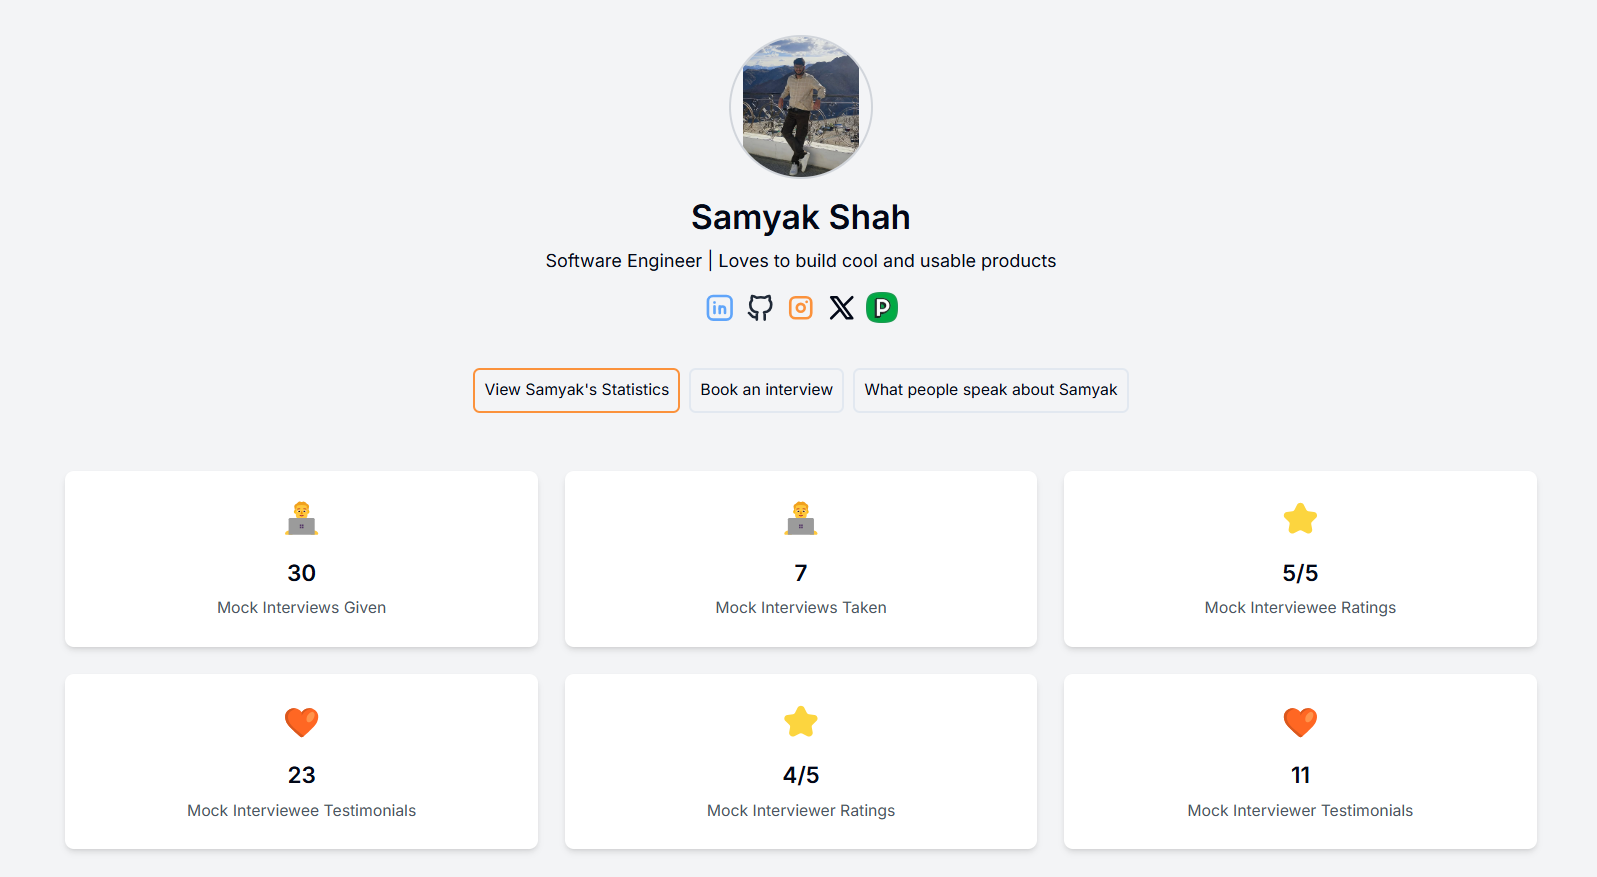 Samyak Shah
Software Engineer | Loves to build cool and usable products
in
P
View Samyak's Statistics
Book an interview
What people speak about Samyak
30
Mock Interviews Given
7
Mock Interviews Taken
5/5
Mock Interviewee Ratings
23
Mock Interviewee Testimonials
4/5
Mock Interviewer Ratings
11
Mock Interviewer Testimonials